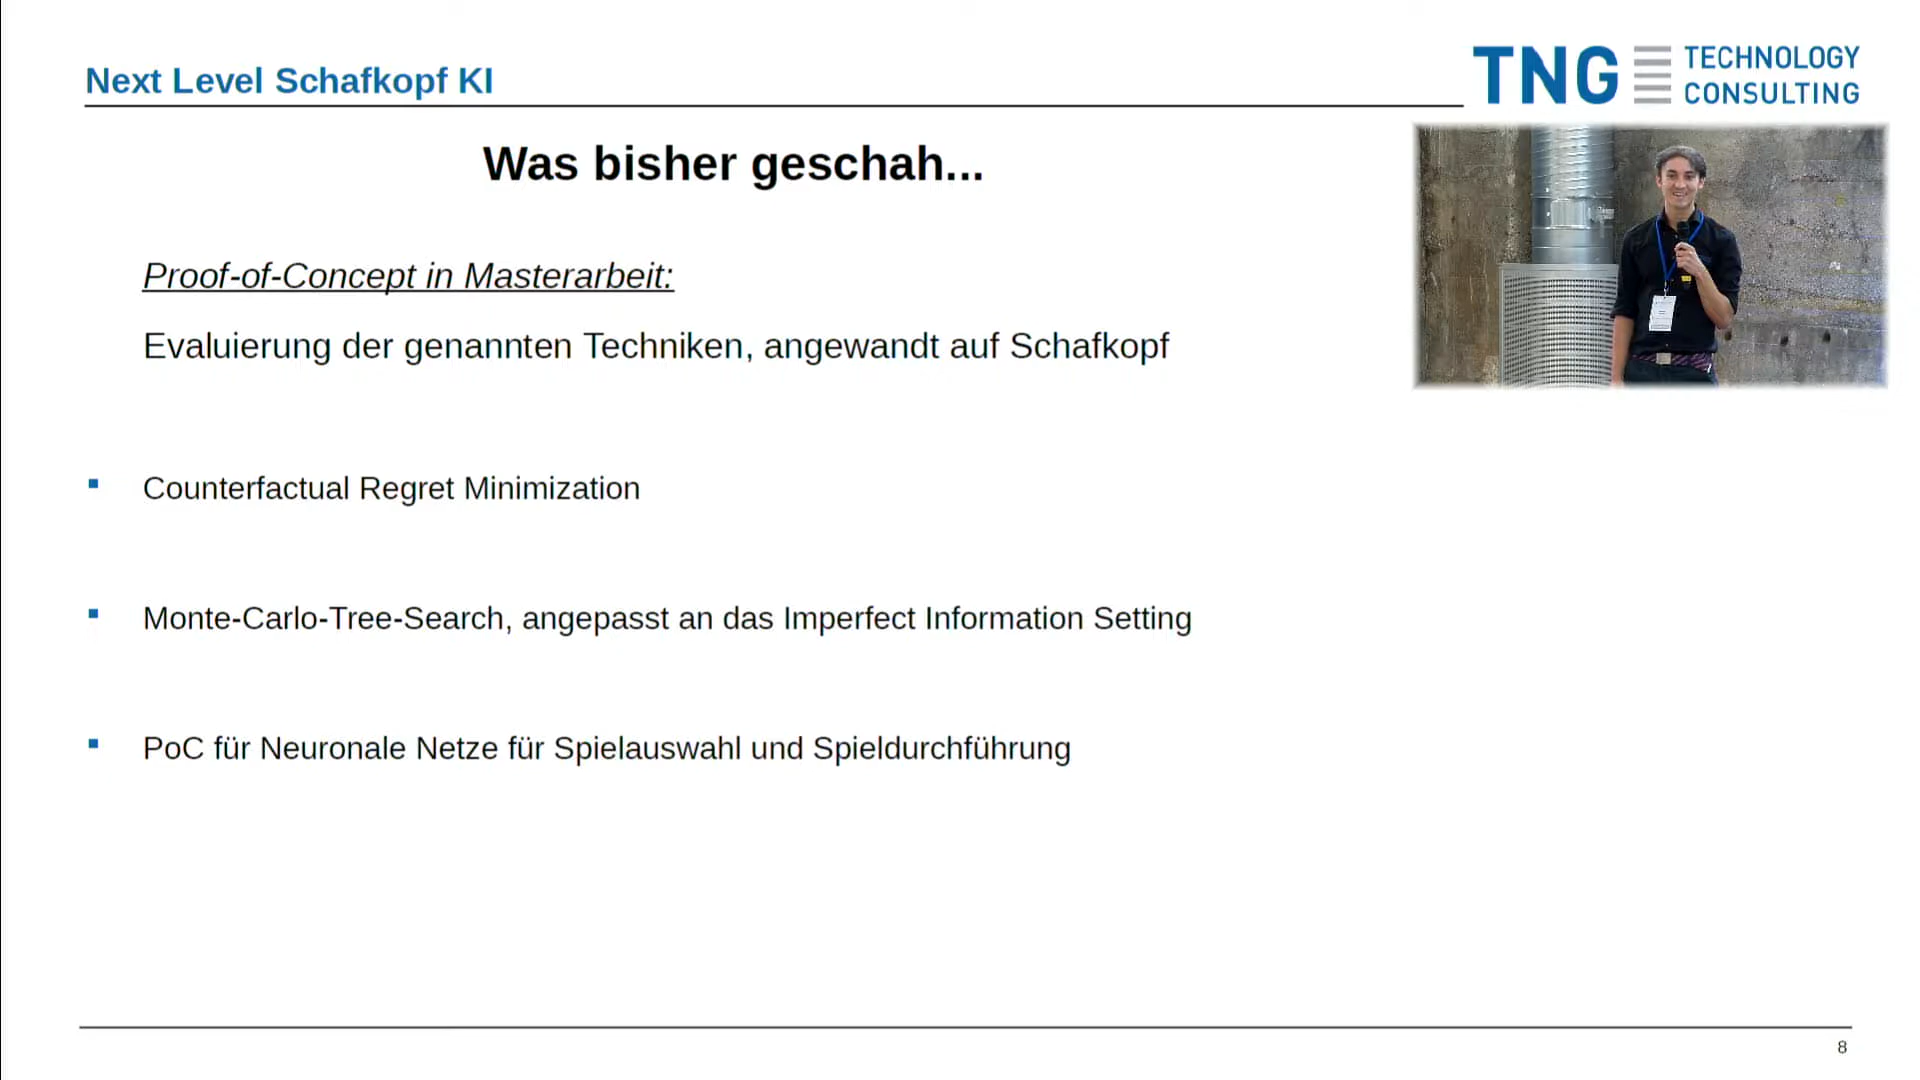 Next Level Schafkopf KI
TNG TECHNOLOGY
CONSULTING
Was bisher geschah...
Proof-of-Concept in Masterarbeit:
Evaluierung der genannten Techniken, angewandt auf Schafkopf
Counterfactual Regret Minimization
Monte-Carlo-Tree-Search, angepasst an das Imperfect Information Setting
PoC für Neuronale Netze für Spielauswahl und Spieldurchführung
8